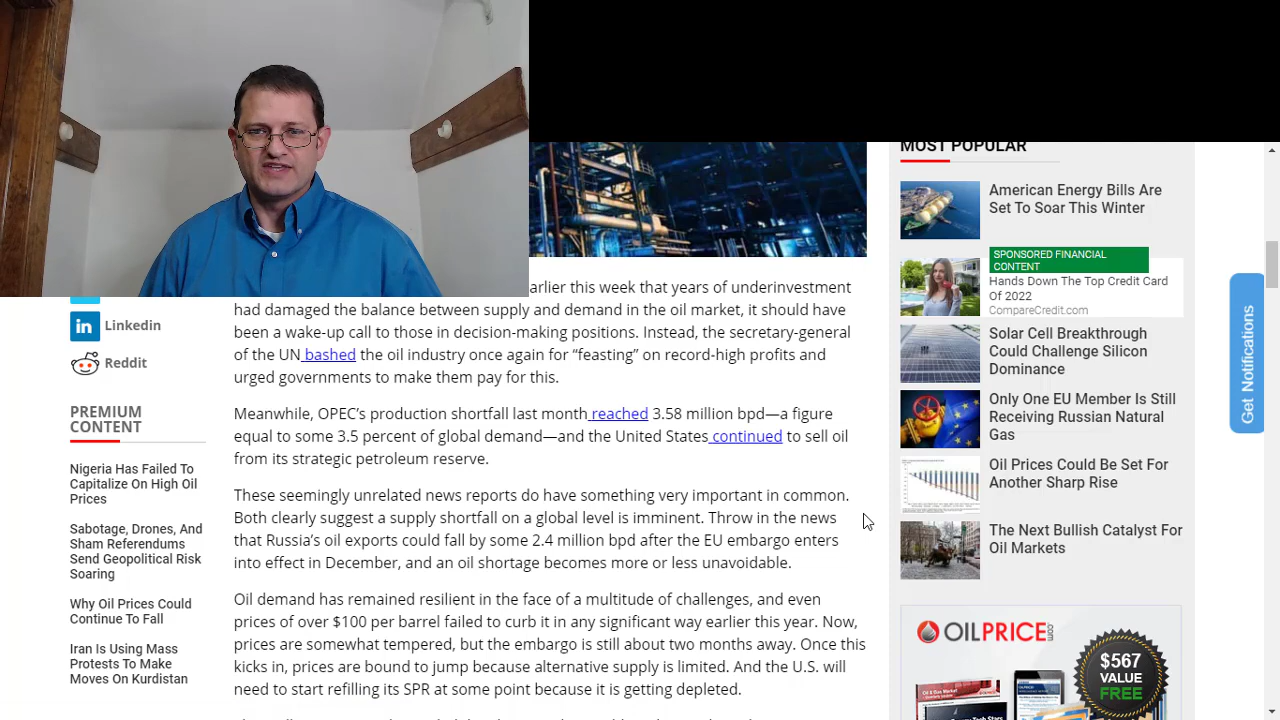 earlier this week that years of underinvestment
had damaged the balance between supply and demand in the oil market, it should have
been a wake-up call to those in decision-making positions. Instead, the secretary-general
of the UN bashed the oil industry once again for “feasting” on record-high profits and
urged governments to make them pay for this.
Meanwhile, OPEC’s production shortfall last month reached 3.58 million bpd—a figure
equal to some 3.5 percent of global demand—and the United States continued to sell oil
from its strategic petroleum reserve.
These seemingly unrelated news reports do have something very important in common.
Both clearly suggest a supply shortfall on a global level is imminent. Throw in the news
that Russia’s oil exports could fall by some 2.4 million bpd after the EU embargo enters
into effect in December, and an oil shortage becomes more or less unavoidable.
Oil demand has remained resilient in the face of a multitude of challenges, and even
prices of over $100 per barrel failed to curb it in any significant way earlier this year. Now,
prices are somewhat tempered, but the embargo is still about two months away. Once this
kicks in, prices are bound to jump because alternative supply is limited. And the U.S. will
need to start refilling its SPR at some point because it is getting depleted.
in Linkedin
Reddit
PREMIUM
CONTENT
Nigeria Has Failed To
Capitalize On High Oil
Prices
Sabotage, Drones, And
Sham Referendums
Send Geopolitical Risk
Soaring
Why Oil Prices Could
Continue To Fall
Iran Is Using Mass
Protests To Make
Moves On Kurdistan
MOST POPULAR
American Energy Bills Are
Set To Soar This Winter
SPONSORED FINANCIAL
CONTENT
Hands Down The Top Credit Card
Of 2022
CompareCredit.com
Solar Cell Breakthrough
Could Challenge Silicon
Dominance
Only One EU Member Is Still
Receiving Russian Natural
Gas
Oil Prices Could Be Set For
Another Sharp Rise
The Next Bullish Catalyst For
Oil Markets
OILPRICE.com
$567
VALUE
FREE
Get Notifications